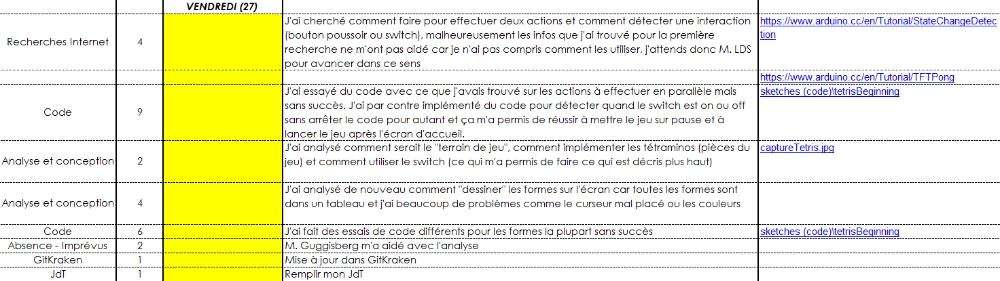 VENDREDI (27)
Recherches Internet
4
J'ai cherché comment faire pour effectuer deux actions et comment détecter une interaction
(bouton poussoir ou switch), malheureusement les infos que j'ai trouvé pour la première
recherche ne m'ont pas aidé car je n'ai pas compris comment les utiliser, j'attends donc M. LDS
pour avancer dans ce sens
https://www.arduino.cc/en/Tutorial/StateChangeDetec
tion
https://www.arduino.cc/en/Tutorial/TFTPong
Code
9
J'ai essayé du code avec ce que j'avais trouvé sur les actions à effectuer en parallèle mais
sans succès. J'ai par contre implémenté du code pour détecter quand le switch est on ou off
sans arrêter le code pour autant et ça m'a permis de réussir à mettre le jeu sur pause et à
lancer le jeu après l'écran d'accueil.
sketches (code)\tetrisBeginning
Analyse et conception
2
J'ai analysé comment serait le "terrain de jeu", comment implémenter les tétraminos (pièces du
jeu) et comment utiliser le switch (ce qui m'a permis de faire ce qui est décris plus haut)
captureTetris.jpg
Analyse et conception
4
J'ai analysé de nouveau comment "dessiner" les formes sur l'écran car toutes les formes sont
dans un tableau et j'ai beaucoup de problèmes comme le curseur mal placé ou les couleurs
Code
6
J'ai fait des essais de code différents pour les formes la plupart sans succès
sketches (code)\tetrisBeginning
Absence - Imprévus
2
M. Guggisberg m'a aidé avec l'analyse
GitKraken
1
Mise à jour dans GitKraken
JdT
1
Remplir mon JdT